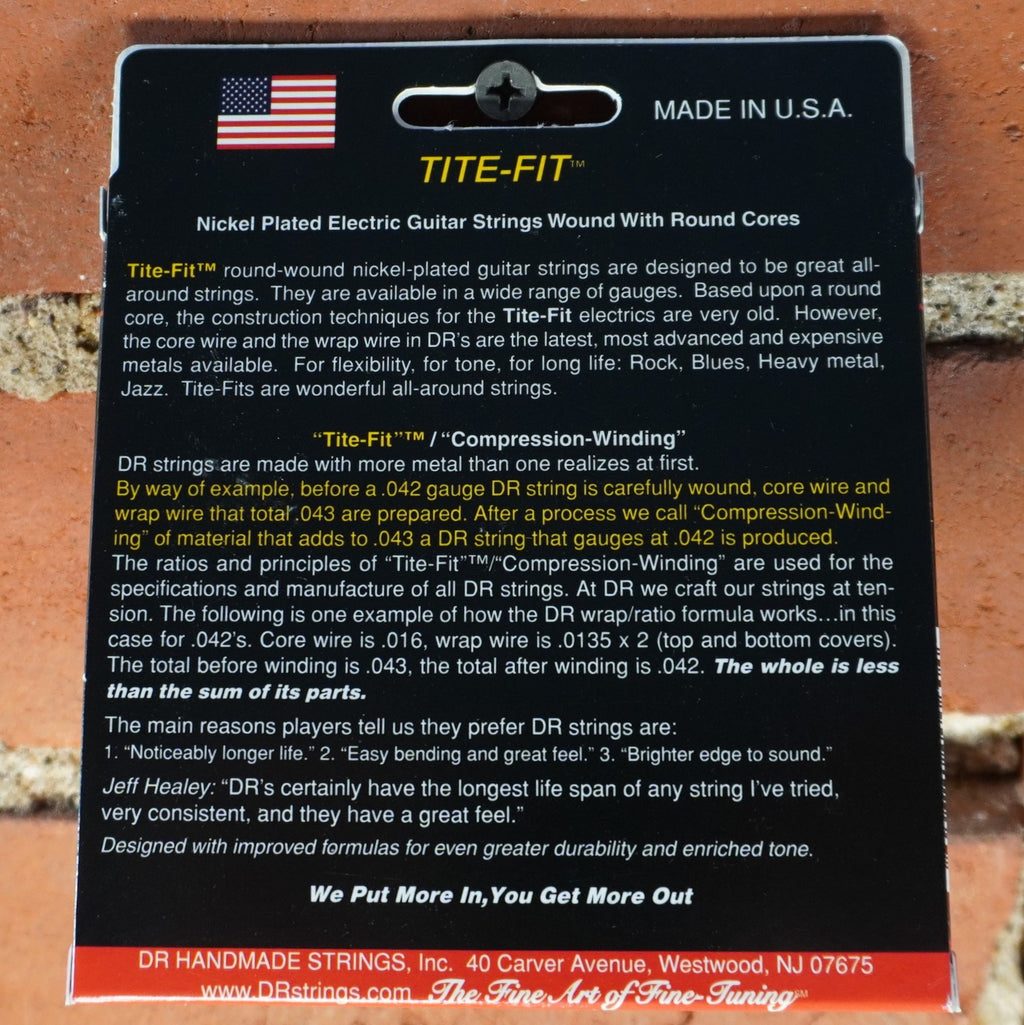 MADE IN U.S.A.
TITE-FIT™
Nickel Plated Electric Guitar Strings Wound With Round Cores
Tite-Fit™ round-wound nickel-plated guitar strings are designed to be great all-
around strings. They are available in a wide range of gauges. Based upon a round
core, the construction techniques for the Tite-Fit electrics are very old. However,
the core wire and the wrap wire in DR's are the latest, most advanced and expensive
metals available. For flexibility, for tone, for long life: Rock, Blues, Heavy metal,
Jazz. Tite-Fits are wonderful all-around strings.
“Tite-Fit”™ / “Compression-Winding”
DR strings are made with more metal than one realizes at first.
By way of example, before a .042 gauge DR string is carefully wound, core wire and
wrap wire that total .043 are prepared. After a process we call “Compression-Wind-
ing” of material that adds to .043 a DR string that gauges at .042 is produced.
The ratios and principles of “Tite-Fit”™/“Compression-Winding” are used for the
specifications and manufacture of all DR strings. At DR we craft our strings at ten-
sion. The following is one example of how the DR wrap/ratio formula works...in this
case for .042's. Core wire is .016, wrap wire is .0135 x 2 (top and bottom covers).
The total before winding is .043, the total after winding is .042. The whole is less
than the sum of its parts.
The main reasons players tell us they prefer DR strings are:
1. “Noticeably longer life.” 2. “Easy bending and great feel.” 3. “Brighter edge to sound.”
Jeff Healey: “DR's certainly have the longest life span of any string I've tried,
very consistent, and they have a great feel.”
Designed with improved formulas for even greater durability and enriched tone.
We Put More In,You Get More Out
DR HANDMADE STRINGS, Inc. 40 Carver Avenue, Westwood, NJ 07675
www.DRstrings.com The Fine Art of Fine-Tuning℠